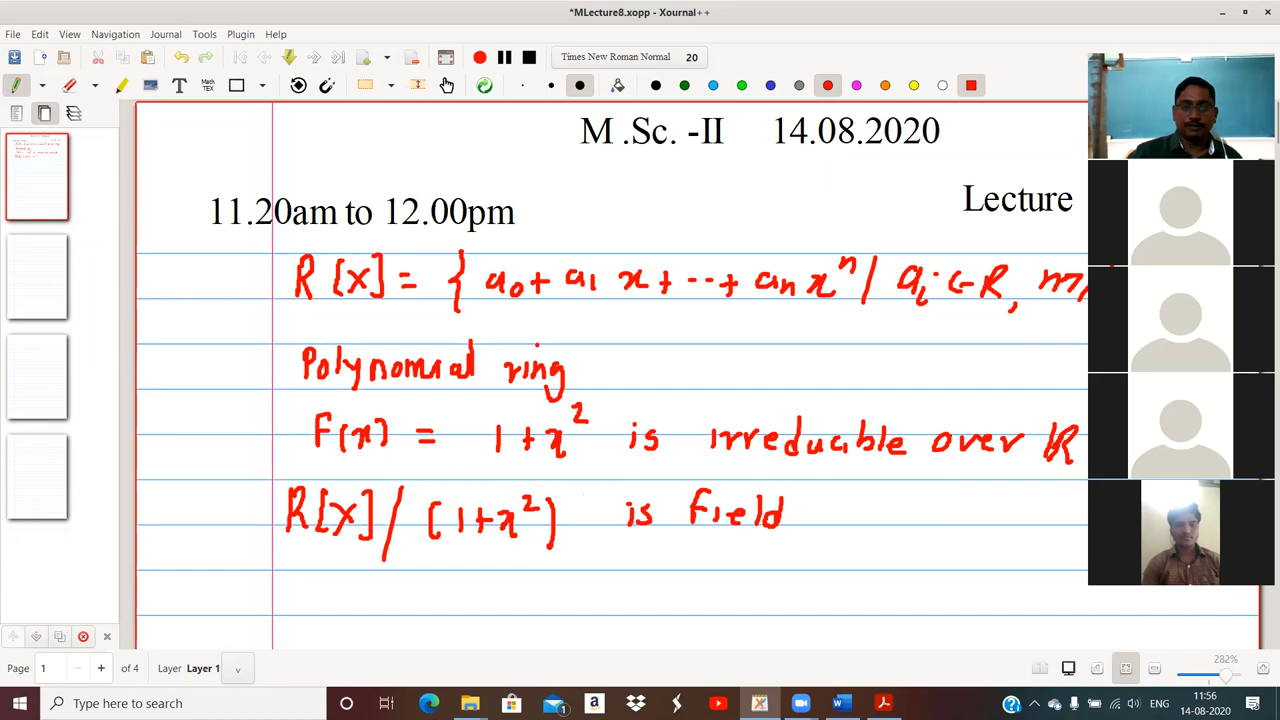 *MLecture8.xopp - Xournal++
File Edit View Navigation Journal Tools Plugin Help
Times New Roman Normal 20
M .Sc. -II 14.08.2020
11.20am to 12.00pm
Lecture
R[X] = { a0 + a1 x + -- + an x^n / ai ∈ R,
Polynomial ring
F(x) = 1+x^2 is irreducible over R
R[X] / (1+x^2) is Field
Page 1 of 4 Layer Layer 1
282%
Type here to search
ENG
11:56
14-08-2020